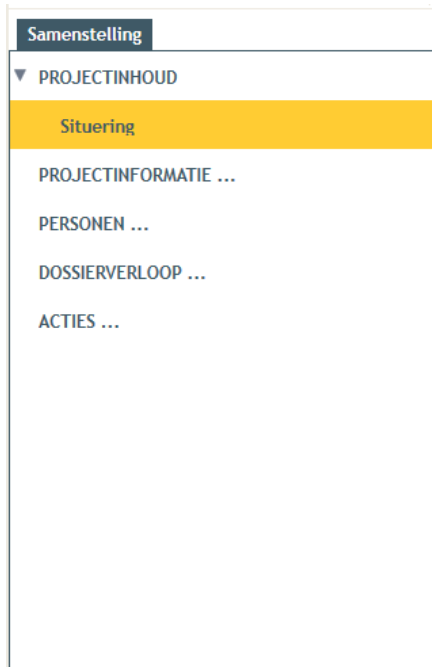 Samenstelling
PROJECTINHOUD
Situering
PROJECTINFORMATIE ...
PERSONEN ...
DOSSIERVERLOOP ...
ACTIES ...